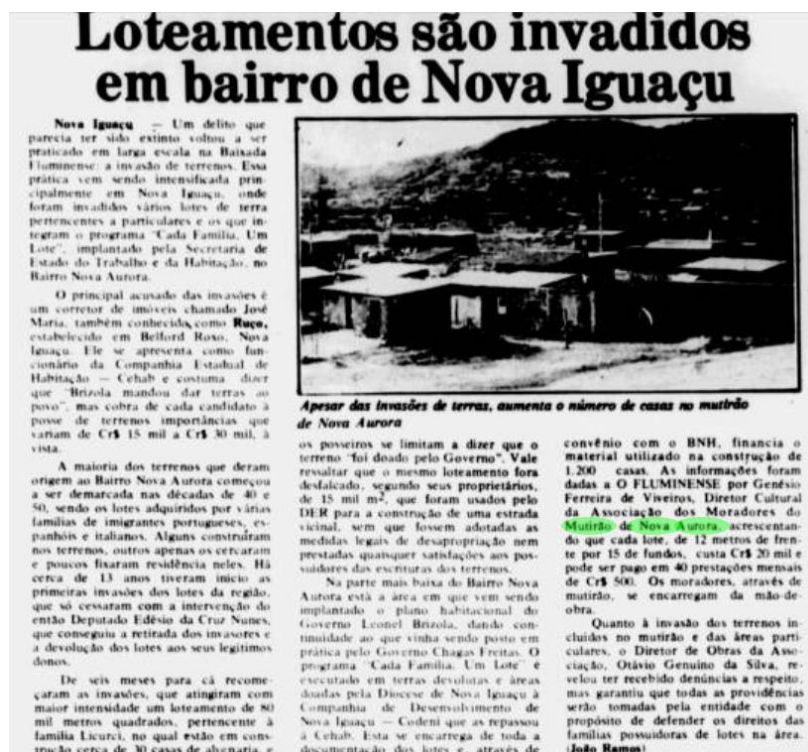 Loteamentos são invadidos
em bairro de Nova Iguaçu
Nova Iguaçu — Um delito que
parecia ter sido extinto voltou a ser
praticado em larga escala na Baixada
Fluminense: a invasão de terrenos. Essa
prática vem sendo intensificada prin-
cipalmente em Nova Iguaçu, onde
foram invadidos vários lotes de terra
pertencentes a particulares e os que in-
tegram o programa "Cada Família, Um
Lote", implantado pela Secretaria de
Estado do Trabalho e da Habitação, no
Bairro Nova Aurora.
O principal acusado das invasões é
um corretor de imóveis chamado José
Maria, também conhecido como Ruço,
estabelecido em Belford Roxo, Nova
Iguaçu. Ele se apresenta como fun-
cionário da Companhia Estadual de
Habitação — Cehab e costuma dizer
que "Brizola mandou dar terras ao
povo", mas cobra de cada candidato à
posse de terrenos importâncias que
variam de Cr$ 15 mil a Cr$ 30 mil, à
vista.
A maioria dos terrenos que deram
origem ao Bairro Nova Aurora começou
a ser demarcada nas décadas de 40 e
50, sendo os lotes adquiridos por várias
famílias de imigrantes portugueses, es-
panhóis e italianos. Alguns construíram
nos terrenos, outros apenas os cercaram
e poucos fixaram residência neles. Há
cerca de 13 anos tiveram início as
primeiras invasões dos lotes da região,
que só cessaram com a intervenção do
então Deputado Edésio da Cruz Nunes,
que conseguiu a retirada dos invasores e
a devolução dos lotes aos seus legítimos
donos.
De seis meses para cá recome-
çaram as invasões, que atingiram com
maior intensidade um loteamento de 80
mil metros quadrados, pertencente à
família Licurci, no qual estão em cons-
trução cerca de 30 casas de alvenaria, e
Apesar das invasões de terras, aumenta o número de casas no mutirão
de Nova Aurora
os posseiros se limitam a dizer que o
terreno "foi doado pelo Governo". Vale
ressaltar que o mesmo loteamento fora
desfalcado, segundo seus proprietários,
de 15 mil m², que foram usados pelo
DER para a construção de uma estrada
vicinal, sem que fossem adotadas as
medidas legais de desapropriação nem
prestadas quaisquer satisfações aos pos-
suidores das escrituras dos terrenos.
Na parte mais baixa do Bairro Nova
Aurora está a área em que vem sendo
implantado o plano habitacional do
Governo Leonel Brizola, dando con-
tinuidade ao que vinha sendo posto em
prática pelo Governo Chagas Freitas. O
programa "Cada Família, Um Lote" é
executado em terras devolutas e áreas
doadas pela Diocese de Nova Iguaçu à
Companhia de Desenvolvimento de
Nova Iguaçu — Codeni que as repassou
à Cehab. Esta se encarrega de toda a
documentação dos lotes e, através de
convênio com o BNH, financia o
material utilizado na construção de
1.200 casas. As informações foram
dadas a O FLUMINENSE por Genésio
Ferreira de Viveiros, Diretor Cultural
da Associação dos Moradores do
Mutirão de Nova Aurora, acrescentan-
do que cada lote, de 12 metros de fren-
te por 15 de fundos, custa Cr$ 20 mil e
pode ser pago em 40 prestações mensais
de Cr$ 500. Os moradores, através de
mutirão, se encarregam da mão-de-
obra.
Quanto à invasão dos terrenos in-
cluídos no mutirão e das áreas parti-
culares, o Diretor de Obras da Asso-
ciação, Otávio Genuino da Silva, re-
velou ter recebido denúncias a respeito,
mas garantiu que todas as providências
serão tomadas pela entidade com o
propósito de defender os direitos das
famílias possuidoras de lotes na área.
(João Ramos)